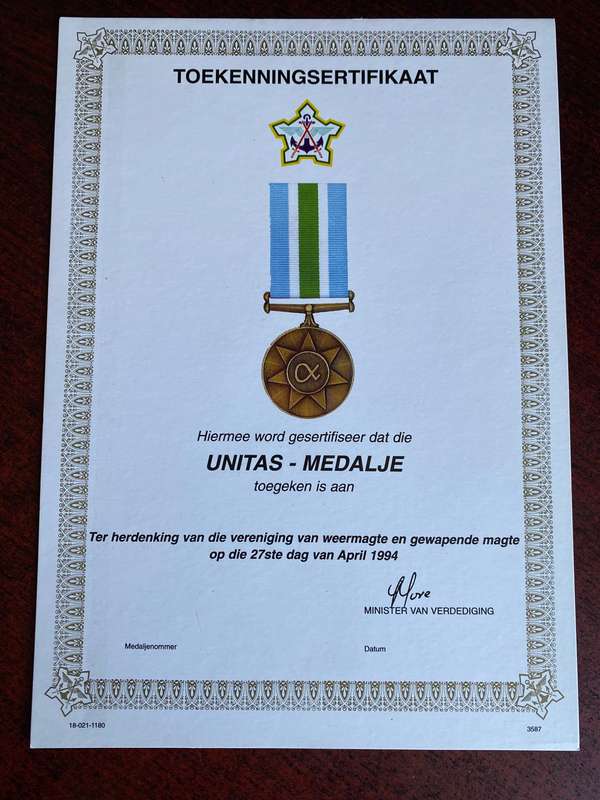 TOEKENNINGSERTIFIKAAT
α
Hiermee word gesertifiseer dat die
UNITAS - MEDALJE
toegeken is aan
Ter herdenking van die vereniging van weermagte en gewapende magte
op die 27ste dag van April 1994
MINISTER VAN VERDEDIGING
Medaljenommer
Datum
18-021-1180
3587